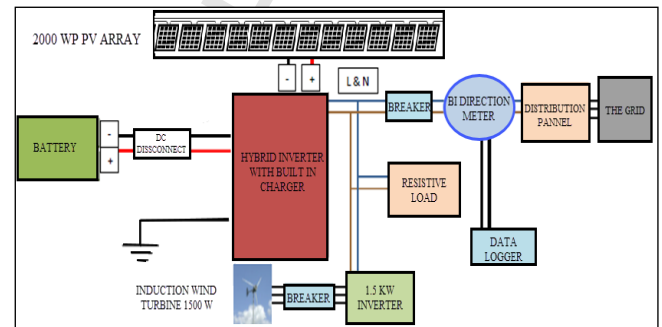 2000 WP PV ARRAY
- +
L & N
BREAKER
BI DIRECTION
METER
DISTRIBUTION
PANNEL
THE GRID
BATTERY
-
+
DC
DISSCONNECT
HYBRID INVERTER
WITH BUILT IN
CHARGER
RESISTIVE
LOAD
DATA
LOGGER
INDUCTION WIND
TURBINE 1500 W
BREAKER
1.5 KW
INVERTER